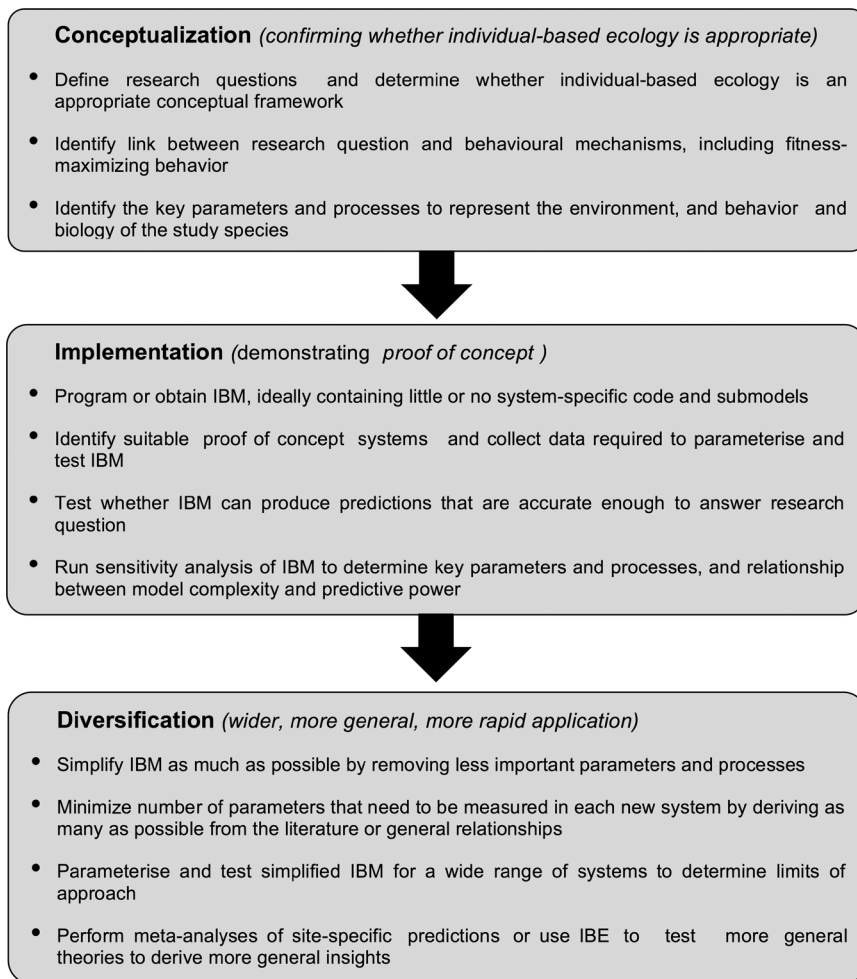 Conceptualization (confirming whether individual-based ecology is appropriate)
• Define research questions and determine whether individual-based ecology is an
appropriate conceptual framework
• Identify link between research question and behavioural mechanisms, including fitness-
maximizing behavior
• Identify the key parameters and processes to represent the environment, and behavior and
biology of the study species
Implementation (demonstrating proof of concept )
• Program or obtain IBM, ideally containing little or no system-specific code and submodels
• Identify suitable proof of concept systems and collect data required to parameterise and
test IBM
• Test whether IBM can produce predictions that are accurate enough to answer research
question
• Run sensitivity analysis of IBM to determine key parameters and processes, and relationship
between model complexity and predictive power
Diversification (wider, more general, more rapid application)
• Simplify IBM as much as possible by removing less important parameters and processes
• Minimize number of parameters that need to be measured in each new system by deriving as
many as possible from the literature or general relationships
• Parameterise and test simplified IBM for a wide range of systems to determine limits of
approach
• Perform meta-analyses of site-specific predictions or use IBE to test more general
theories to derive more general insights